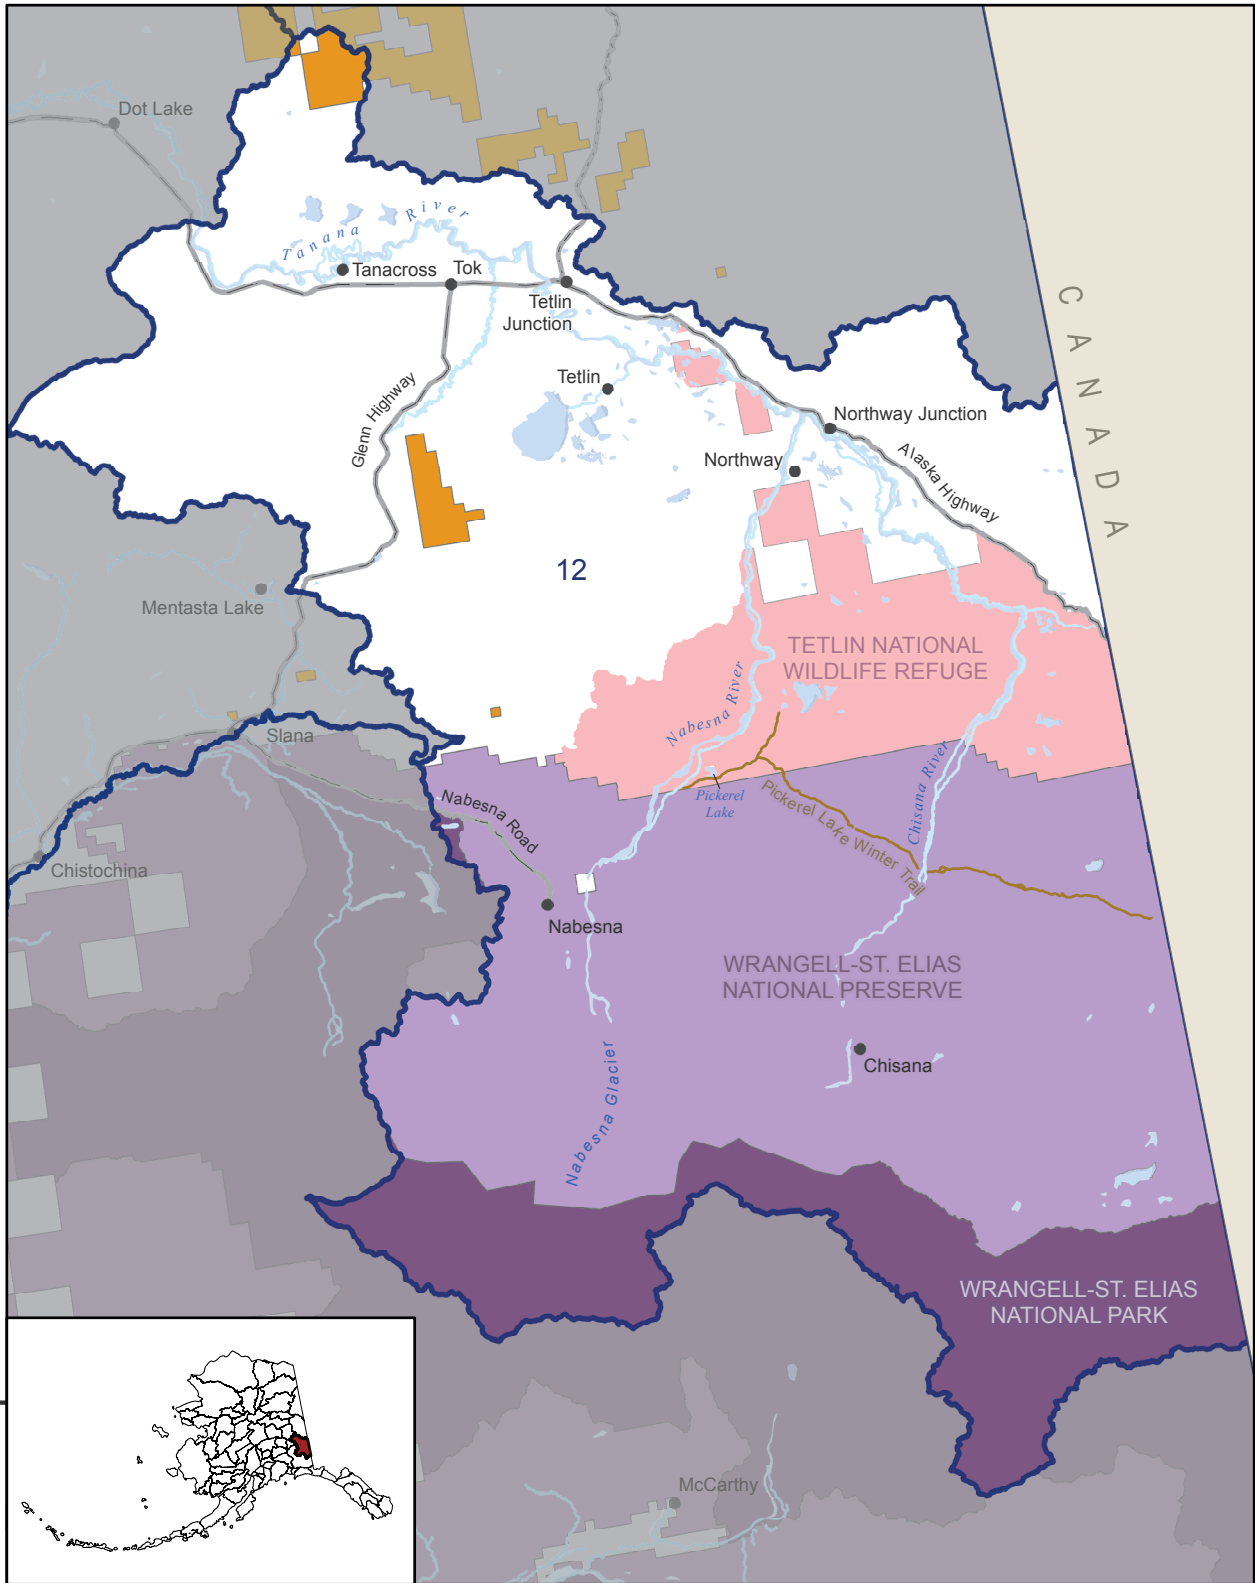 Dot Lake
CANADA
Tanana River
Tanacross
Tok
Tetlin
Junction
Glenn Highway
Tetlin
Northway Junction
Northway
Alaska Highway
12
Mentasta Lake
TETLIN NATIONAL
WILDLIFE REFUGE
Nabesna River
Slana
Chisana River
Pickerel
Lake
Pickerel Lake Winter Trail
Nabesna Road
Chistochina
Nabesna
WRANGELL-ST. ELIAS
NATIONAL PRESERVE
Chisana
Nabesna Glacier
WRANGELL-ST. ELIAS
NATIONAL PARK
McCarthy